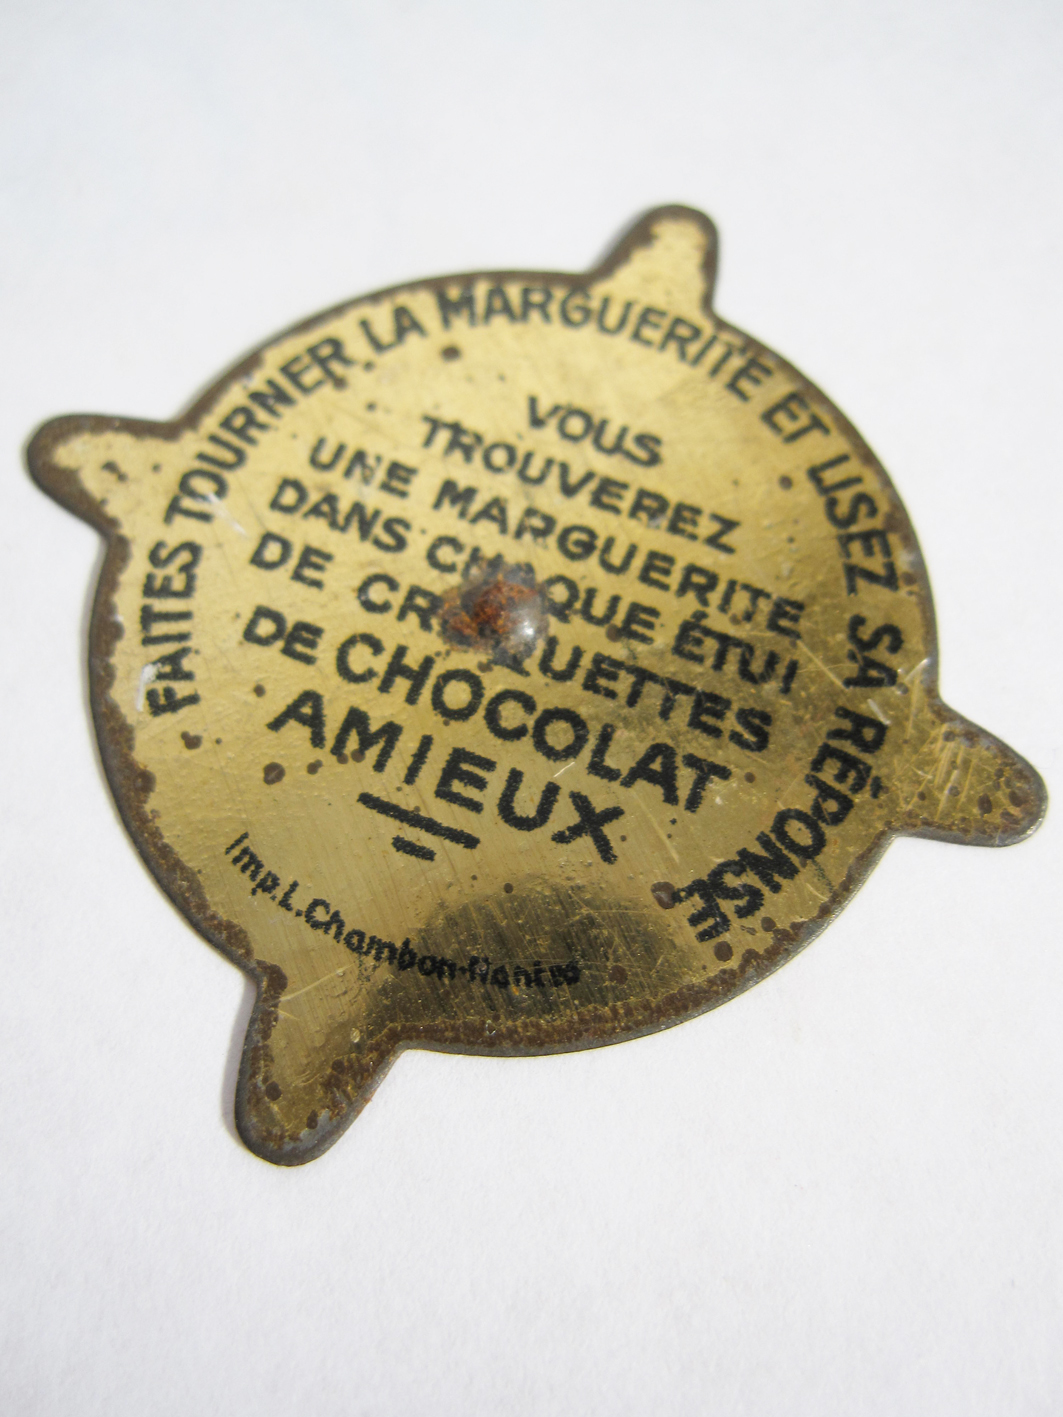 FAITES TOURNER LA MARGUERITE ET LISEZ SA RÉPONSE
VOUS
TROUVEREZ
UNE MARGUERITE
DANS CHAQUE ÉTUI
DE CROQUETTES
DE CHOCOLAT
AMIEUX
Imp.L.Chambon-Nantes